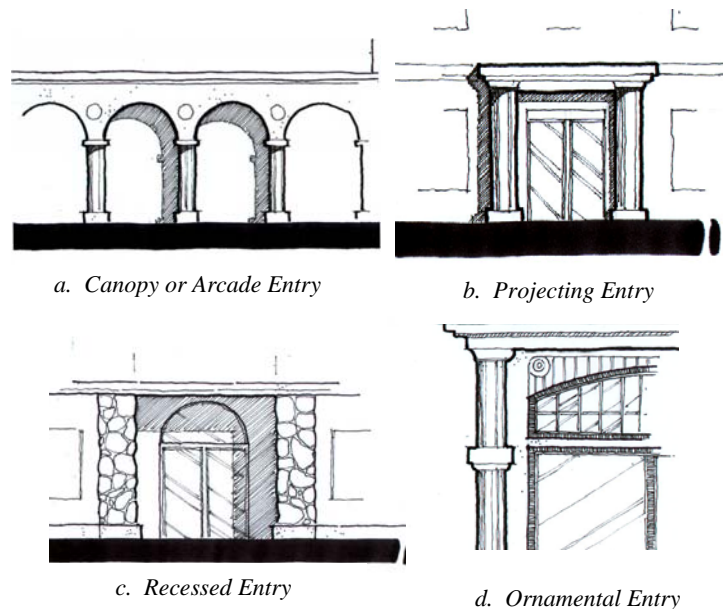 a. Canopy or Arcade Entry
b. Projecting Entry
c. Recessed Entry
d. Ornamental Entry